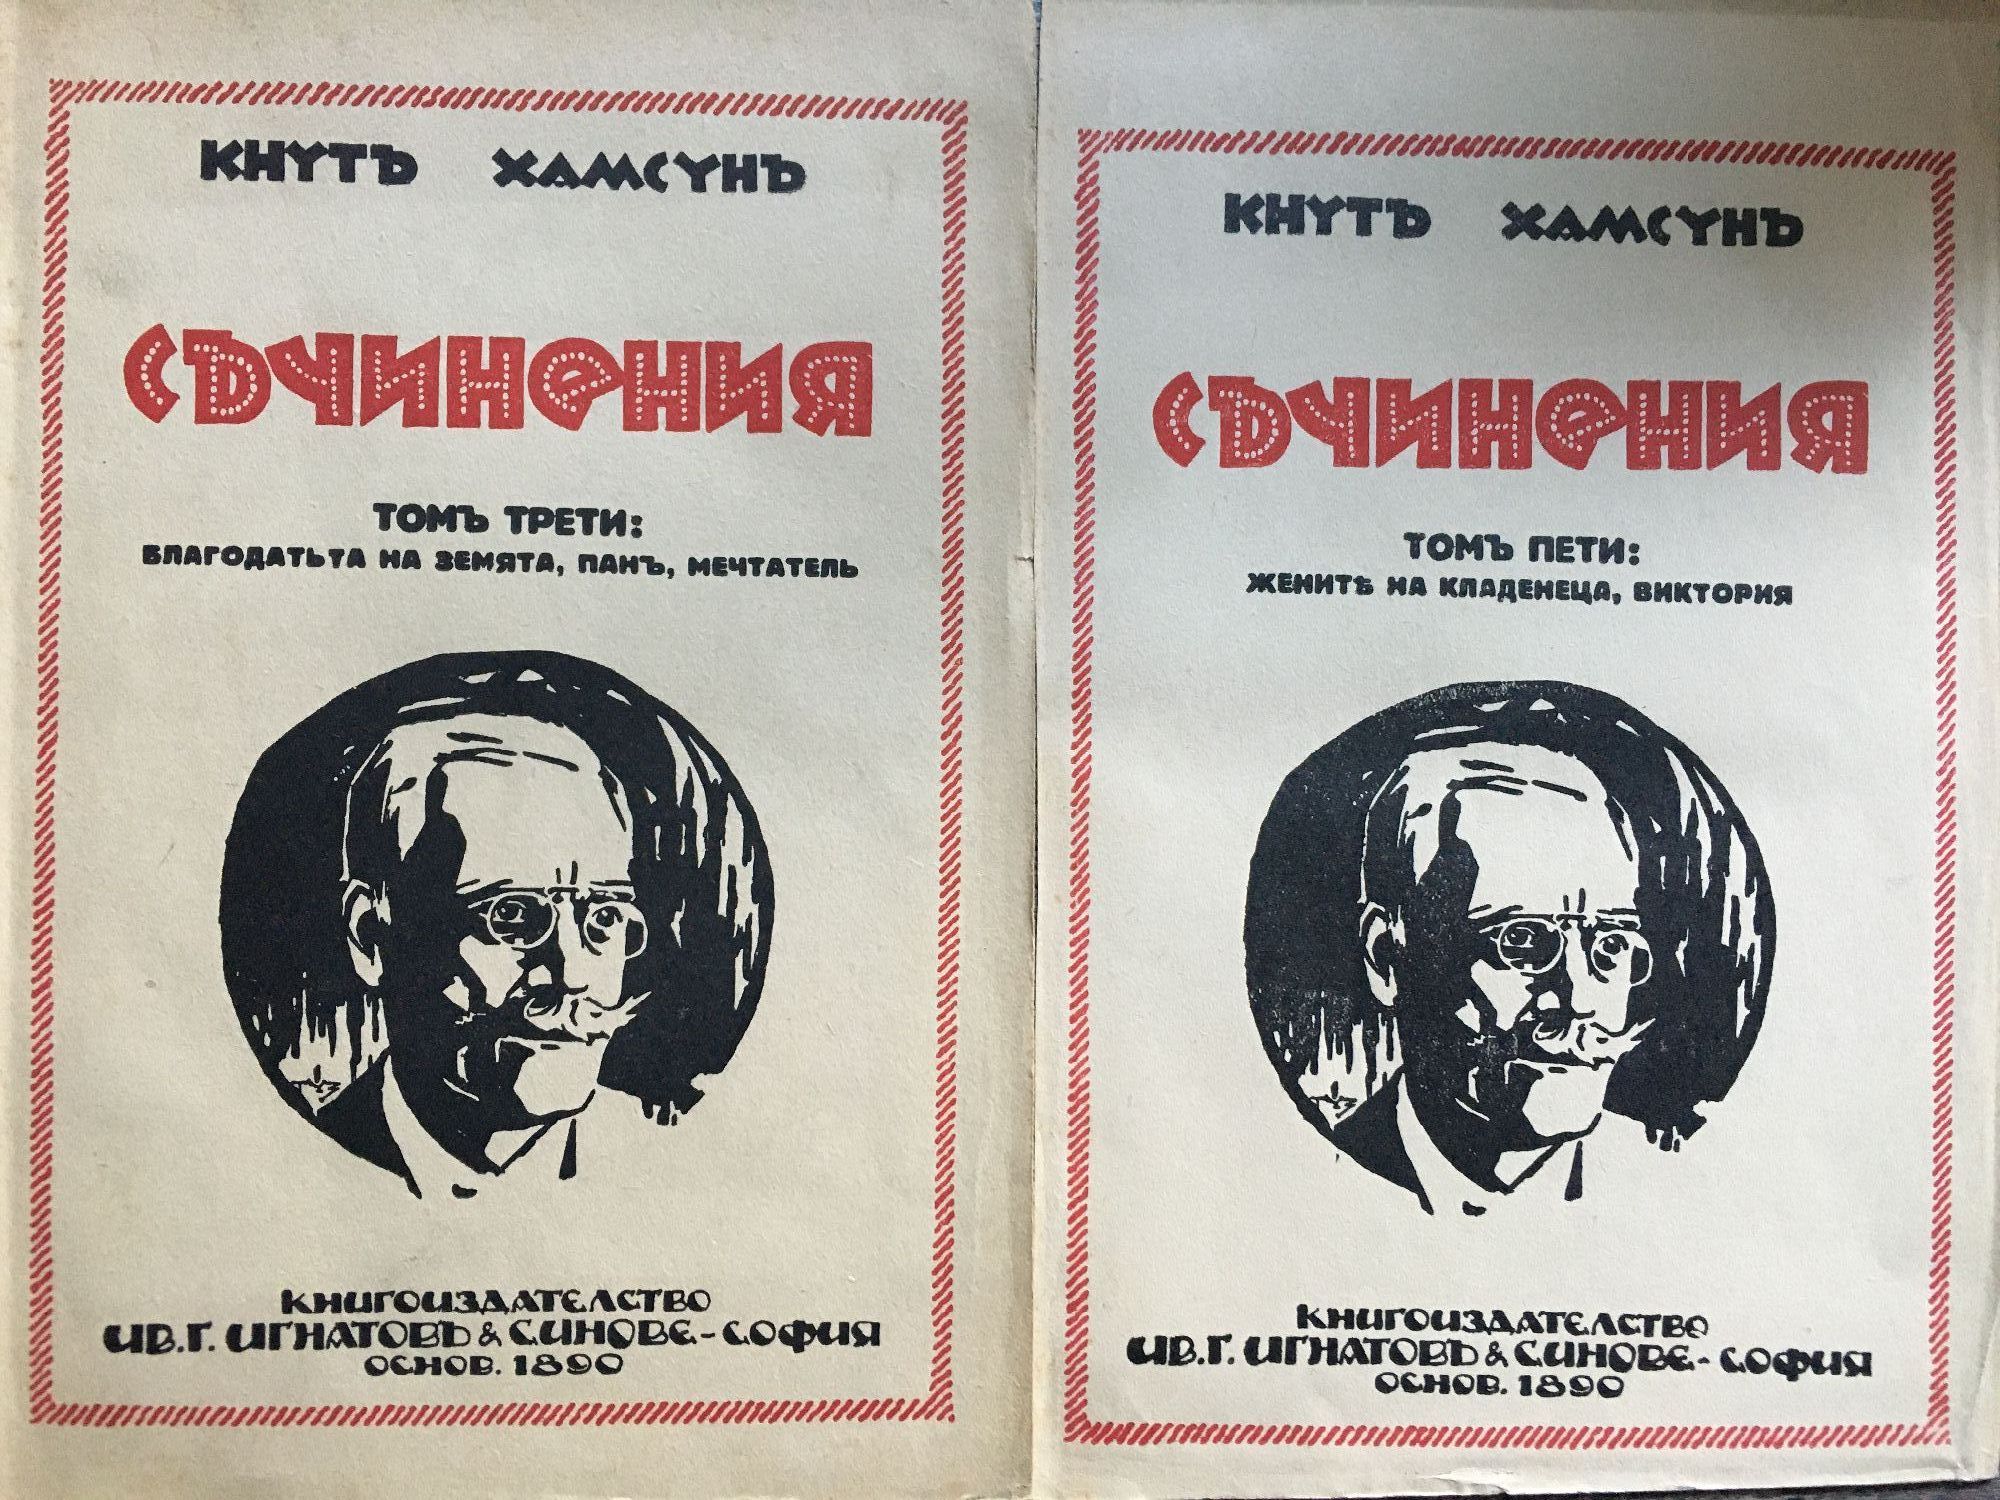 КНУТЪ ХАМСУНЪ
СЪЧИНЕНИЯ
ТОМЪ ТРЕТИ:
БЛАГОДАТЬТА НА ЗЕМЯТА, ПАНЪ, МЕЧТАТЕЛЬ
КНИГОИЗДАТЕЛСТВО
ИВ. Г. ИГНАТОВЪ & СИНОВЕ - СОФИЯ
ОСНОВ. 1890
КНУТЪ ХАМСУНЪ
СЪЧИНЕНИЯ
ТОМЪ ПЕТИ:
ЖЕНИТѢ НА КЛАДЕНЕЦА, ВИКТОРИЯ
КНИГОИЗДАТЕЛСТВО
ИВ. Г. ИГНАТОВЪ & СИНОВЕ - СОФИЯ
ОСНОВ. 1890